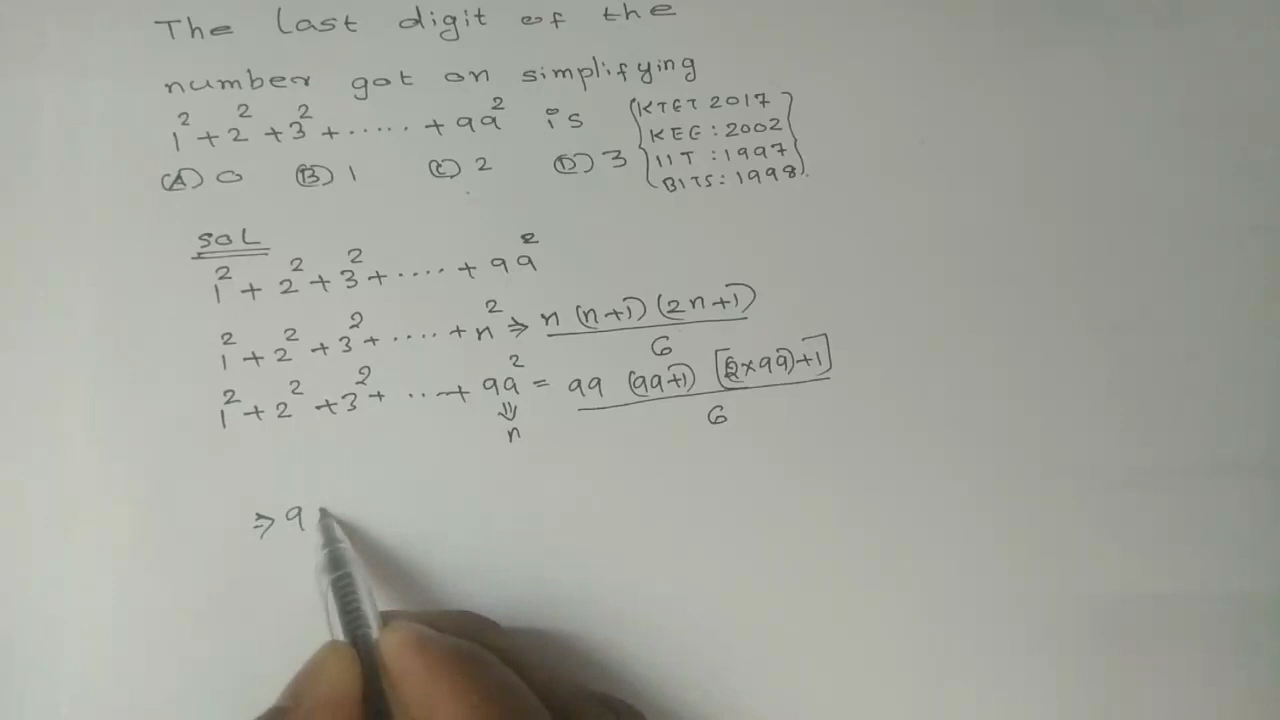 The last digit of the
number got on simplifying
1² + 2² + 3² + ...... + 99² is
(A) 0 (B) 1 (C) 2 (D) 3
KTET 2017
KEE : 2002
IIT : 1997
BITS : 1998
SOL
1² + 2² + 3² + ..... + 99²
1² + 2² + 3² + ..... + n² ⇒ n (n+1) (2n+1) / 6
1² + 2² + 3² + ... + 99² = 99 (99+1) [(2×99)+1] / 6
⇓
n
⇒ 9